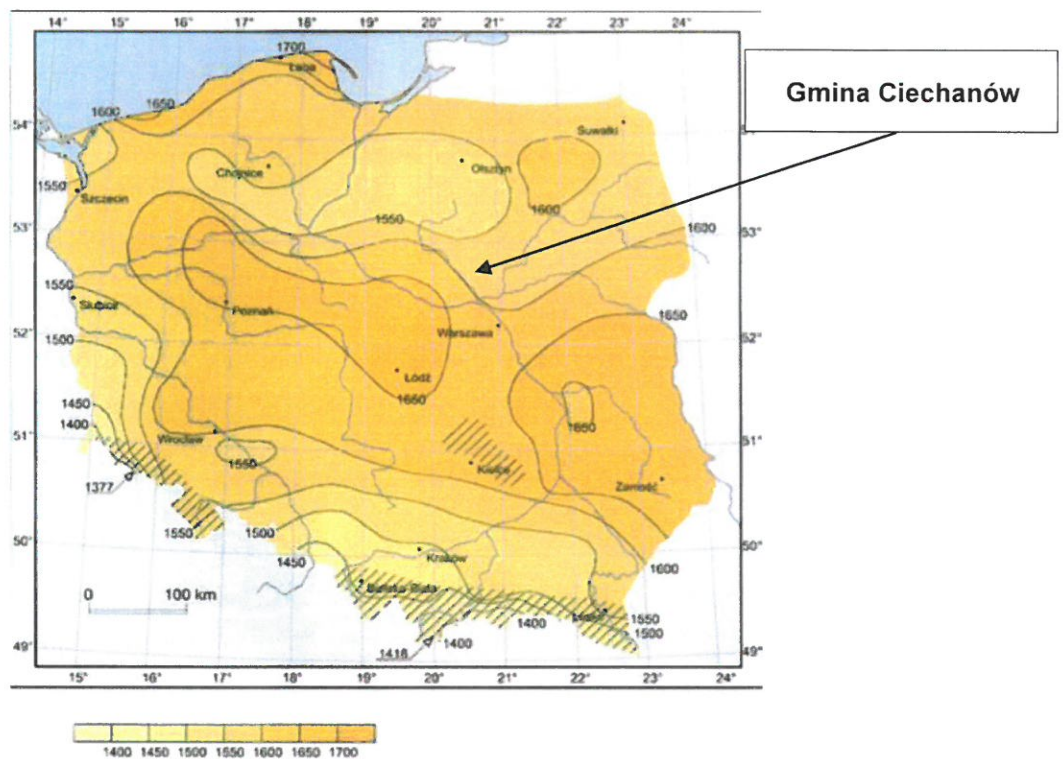 14° 15° 16° 17° 18° 19° 20° 21° 22° 23° 24°
Gmina Ciechanów
1700
Łeba
1650
1600
54°
Suwałki
Chojnice
Olsztyn
1550
Szczecin
1550
1600
53°
1600
53°
1550
Słubice
Poznań
1650
52°
Warszawa
52°
1500
Łódź
1650
1450
1650
1400
51°
Wrocław
51°
1550
Kielce
1377
Zamość
1550
1500
50°
50°
Kraków
1450
1600
0 100 km
Bielsko-Biała
1400
1550
1500
1400
49°
1418
49°
15° 16° 17° 18° 19° 20° 21° 22° 23° 24°
1400 1450 1500 1550 1600 1650 1700